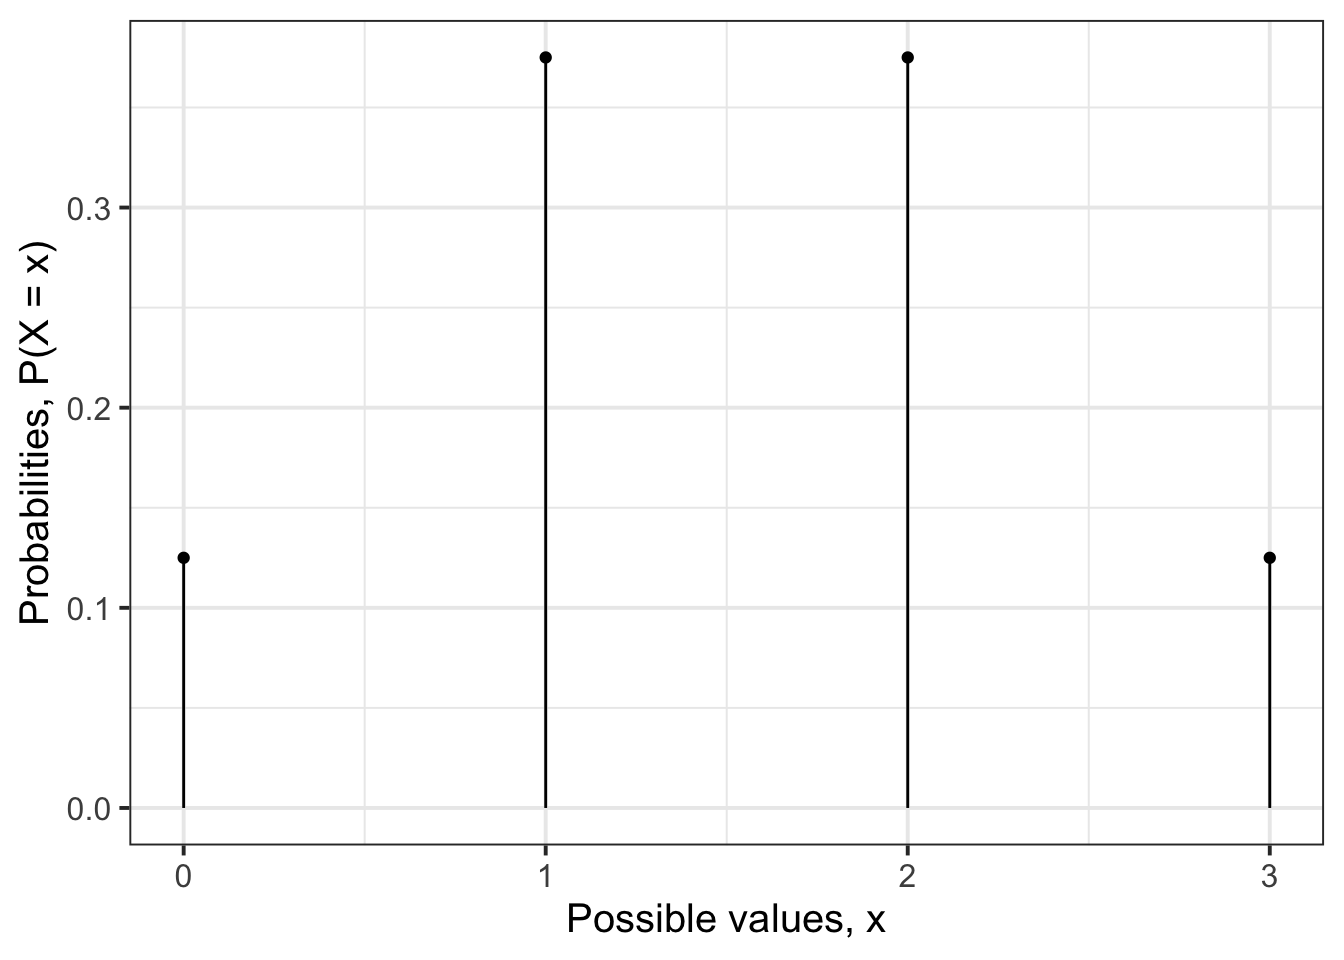 Probabilities, P(X = x)
0.3
0.2
0.1
0.0
0 1 2 3
Possible values, x